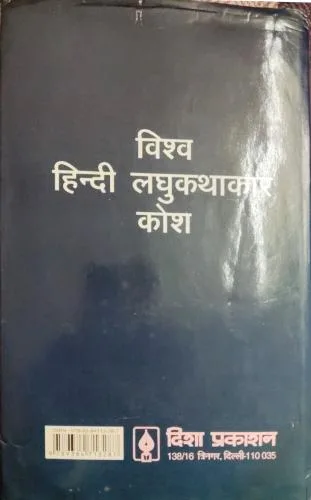 विश्व
हिन्दी लघुकथाकार
कोश
दिशा प्रकाशन
138/16 त्रिनगर, दिल्ली-110 035